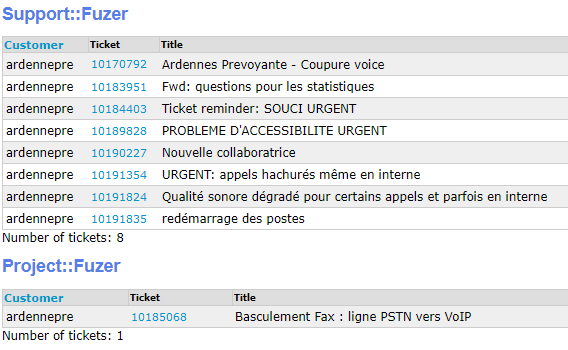 Support::Fuzer
Customer Ticket Title
ardennepre 10170792 Ardennes Prevoyante - Coupure voice
ardennepre 10183951 Fwd: questions pour les statistiques
ardennepre 10184403 Ticket reminder: SOUCI URGENT
ardennepre 10189828 PROBLEME D'ACCESSIBILITE URGENT
ardennepre 10190227 Nouvelle collaboratrice
ardennepre 10191354 URGENT: appels hachurés même en interne
ardennepre 10191824 Qualité sonore dégradé pour certains appels et parfois en interne
ardennepre 10191835 redémarrage des postes
Number of tickets: 8
Project::Fuzer
Customer Ticket Title
ardennepre 10185068 Basculement Fax : ligne PSTN vers VoIP
Number of tickets: 1